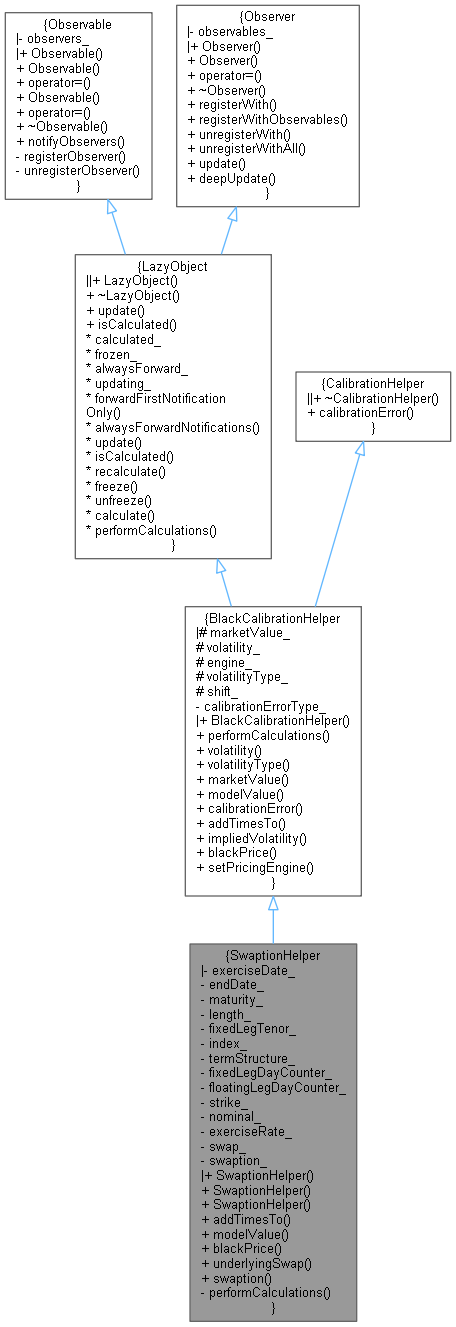 {Observable
|- observers_
|+ Observable()
+ Observable()
+ operator=()
+ Observable()
+ operator=()
+ ~Observable()
+ notifyObservers()
- registerObserver()
- unregisterObserver()
}
{Observer
|- observables_
|+ Observer()
+ Observer()
+ operator=()
+ ~Observer()
+ registerWith()
+ registerWithObservables()
+ unregisterWith()
+ unregisterWithAll()
+ update()
+ deepUpdate()
}
{LazyObject
||+ LazyObject()
+ ~LazyObject()
+ update()
+ isCalculated()
* calculated_
* frozen_
* alwaysForward_
* updating_
* forwardFirstNotification
Only()
* alwaysForwardNotifications()
* update()
* isCalculated()
* recalculate()
* freeze()
* unfreeze()
* calculate()
* performCalculations()
}
{CalibrationHelper
||+ ~CalibrationHelper()
+ calibrationError()
}
{BlackCalibrationHelper
|# marketValue_
# volatility_
# engine_
# volatilityType_
# shift_
- calibrationErrorType_
|+ BlackCalibrationHelper()
+ performCalculations()
+ volatility()
+ volatilityType()
+ marketValue()
+ modelValue()
+ calibrationError()
+ addTimesTo()
+ impliedVolatility()
+ blackPrice()
+ setPricingEngine()
}
{SwaptionHelper
|- exerciseDate_
- endDate_
- maturity_
- length_
- fixedLegTenor_
- index_
- termStructure_
- fixedLegDayCounter_
- floatingLegDayCounter_
- strike_
- nominal_
- exerciseRate_
- swap_
- swaption_
|+ SwaptionHelper()
+ SwaptionHelper()
+ SwaptionHelper()
+ addTimesTo()
+ modelValue()
+ blackPrice()
+ underlyingSwap()
+ swaption()
- performCalculations()
}